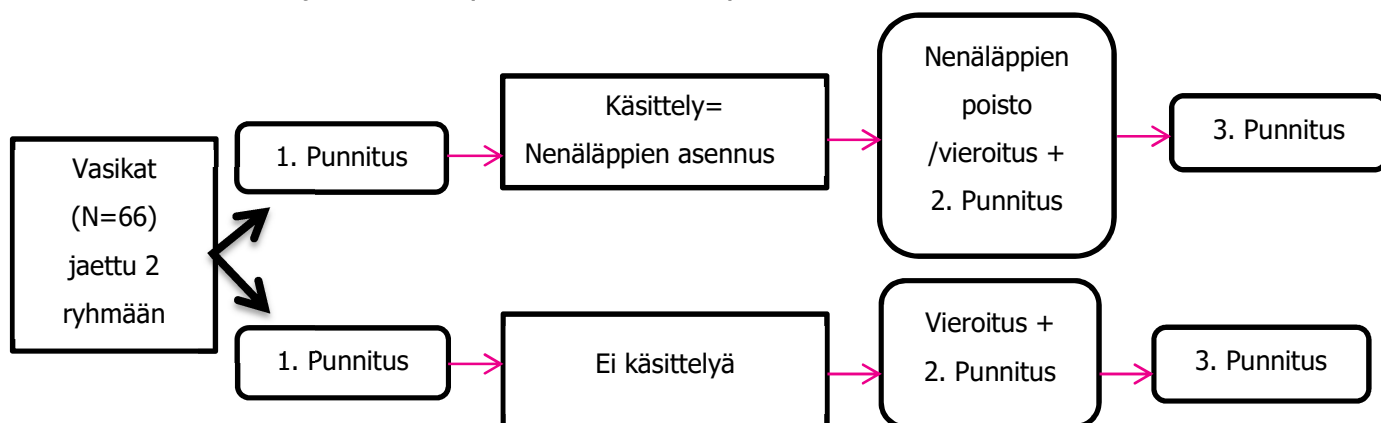 Vasikat
(N=66)
jaettu 2
ryhmään
1. Punnitus
Käsittely=
Nenäläppien asennus
Nenäläppien
poisto
/vieroitus +
2. Punnitus
3. Punnitus
1. Punnitus
Ei käsittelyä
Vieroitus +
2. Punnitus
3. Punnitus